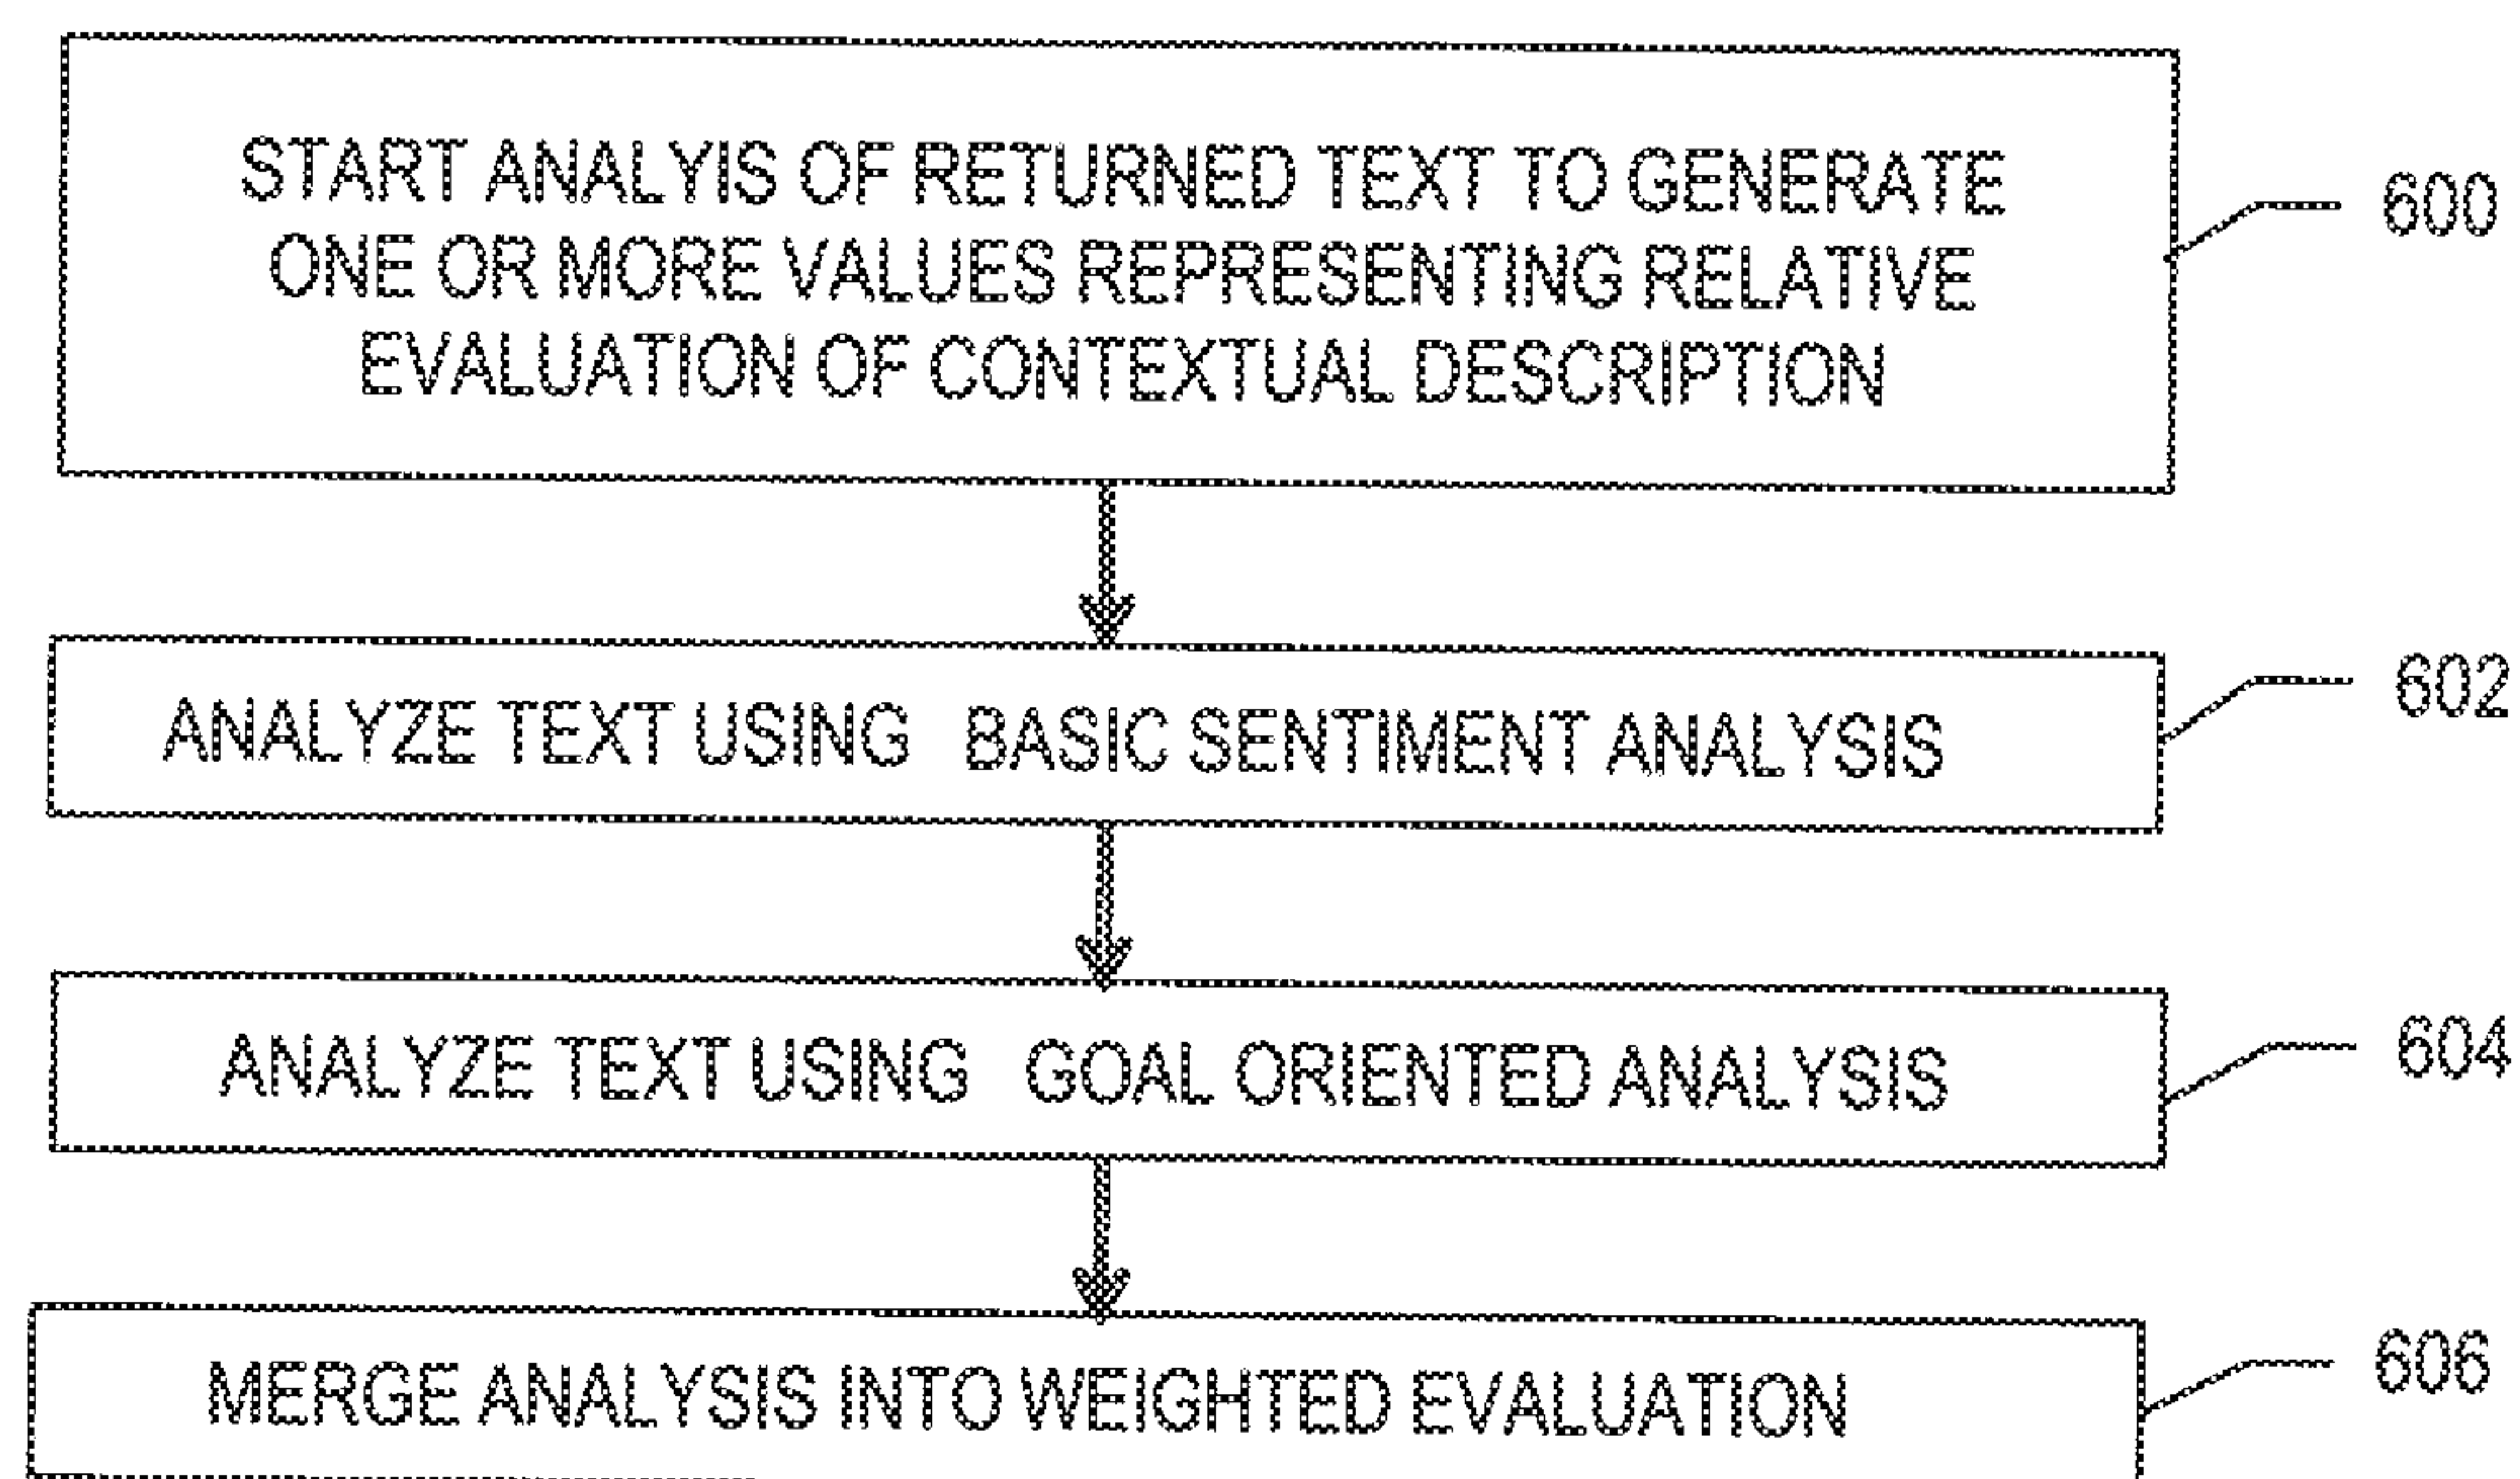 START ANALYIS OF RETURNED TEXT TO GENERATE
ONE OR MORE VALUES REPRESENTING RELATIVE
EVALUATION OF CONTEXTUAL DESCRIPTION
600
ANALYZE TEXT USING BASIC SENTIMENT ANALYSIS
602
ANALYZE TEXT USING GOAL ORIENTED ANALYSIS
604
MERGE ANALYSIS INTO WEIGHTED EVALUATION
606